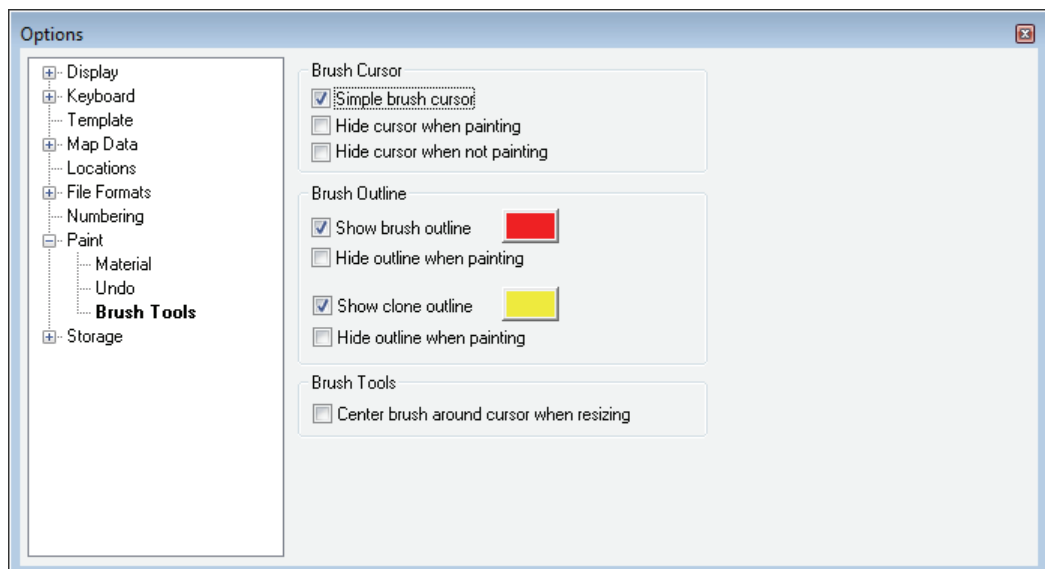 Options
Display
Keyboard
Template
Map Data
Locations
File Formats
Numbering
Paint
Material
Undo
Brush Tools
Storage
Brush Cursor
Simple brush cursor
Hide cursor when painting
Hide cursor when not painting
Brush Outline
Show brush outline
Hide outline when painting
Show clone outline
Hide outline when painting
Brush Tools
Center brush around cursor when resizing